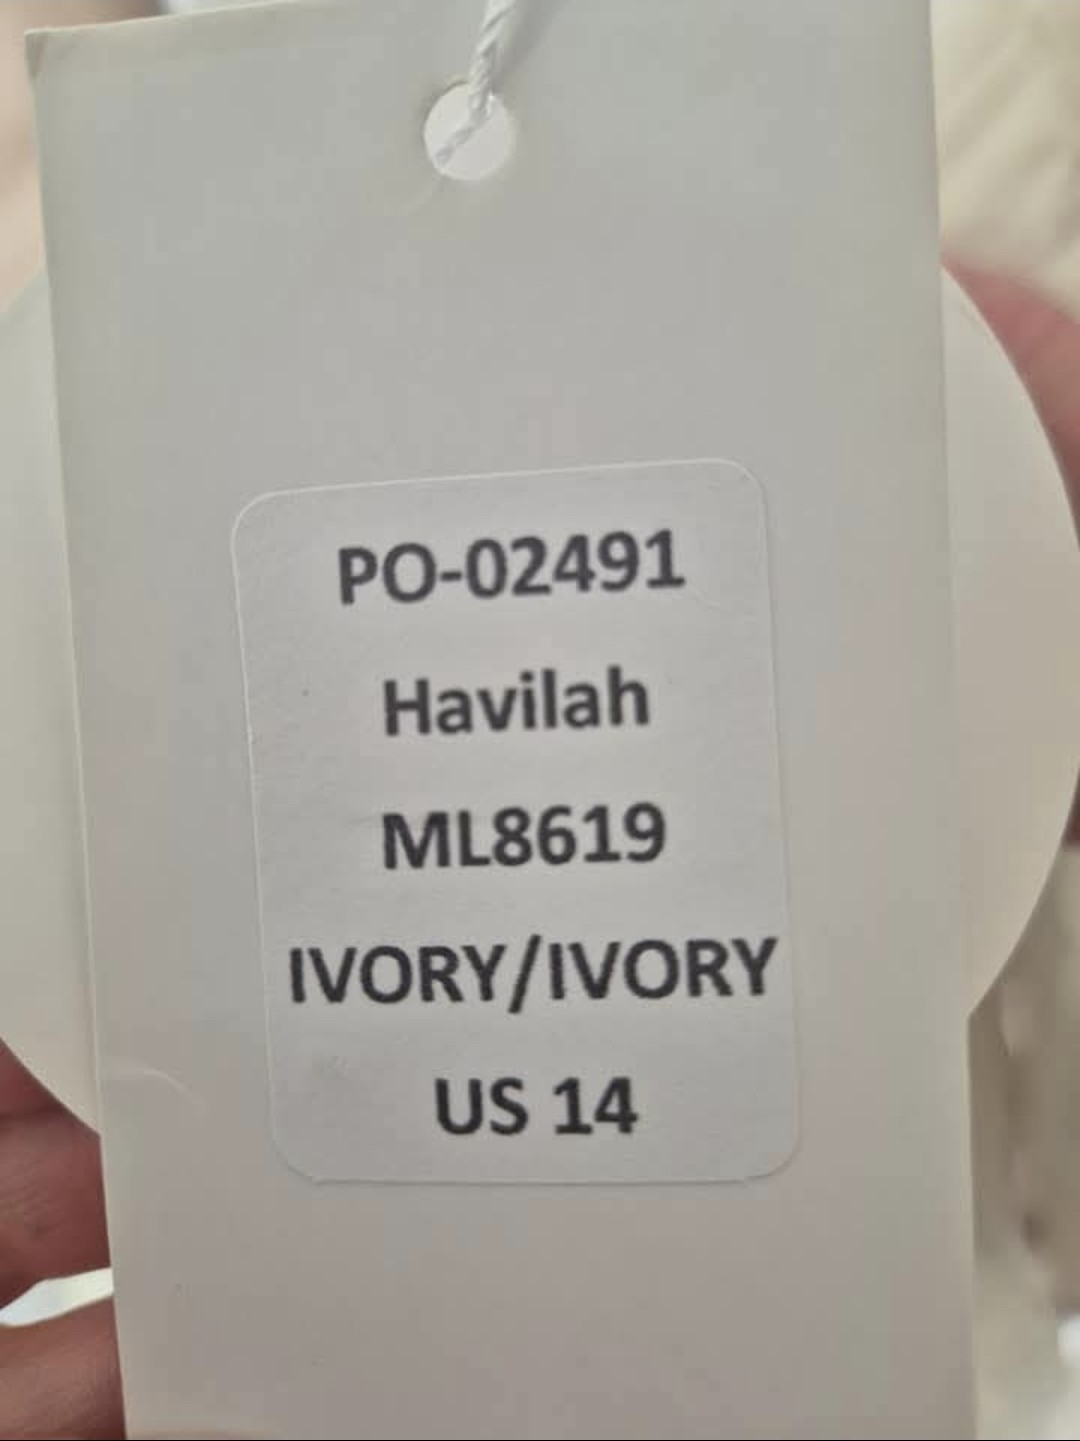 PO-02491
Havilah
ML8619
IVORY/IVORY
US 14